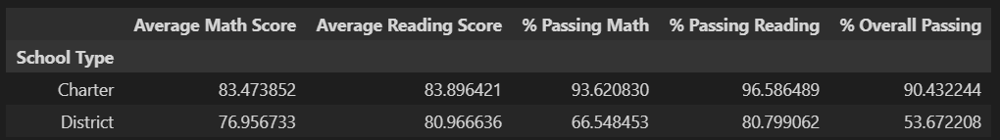 Average Math Score Average Reading Score % Passing Math % Passing Reading % Overall Passing
School Type
Charter 83.473852 83.896421 93.620830 96.586489 90.432244
District 76.956733 80.966636 66.548453 80.799062 53.672208